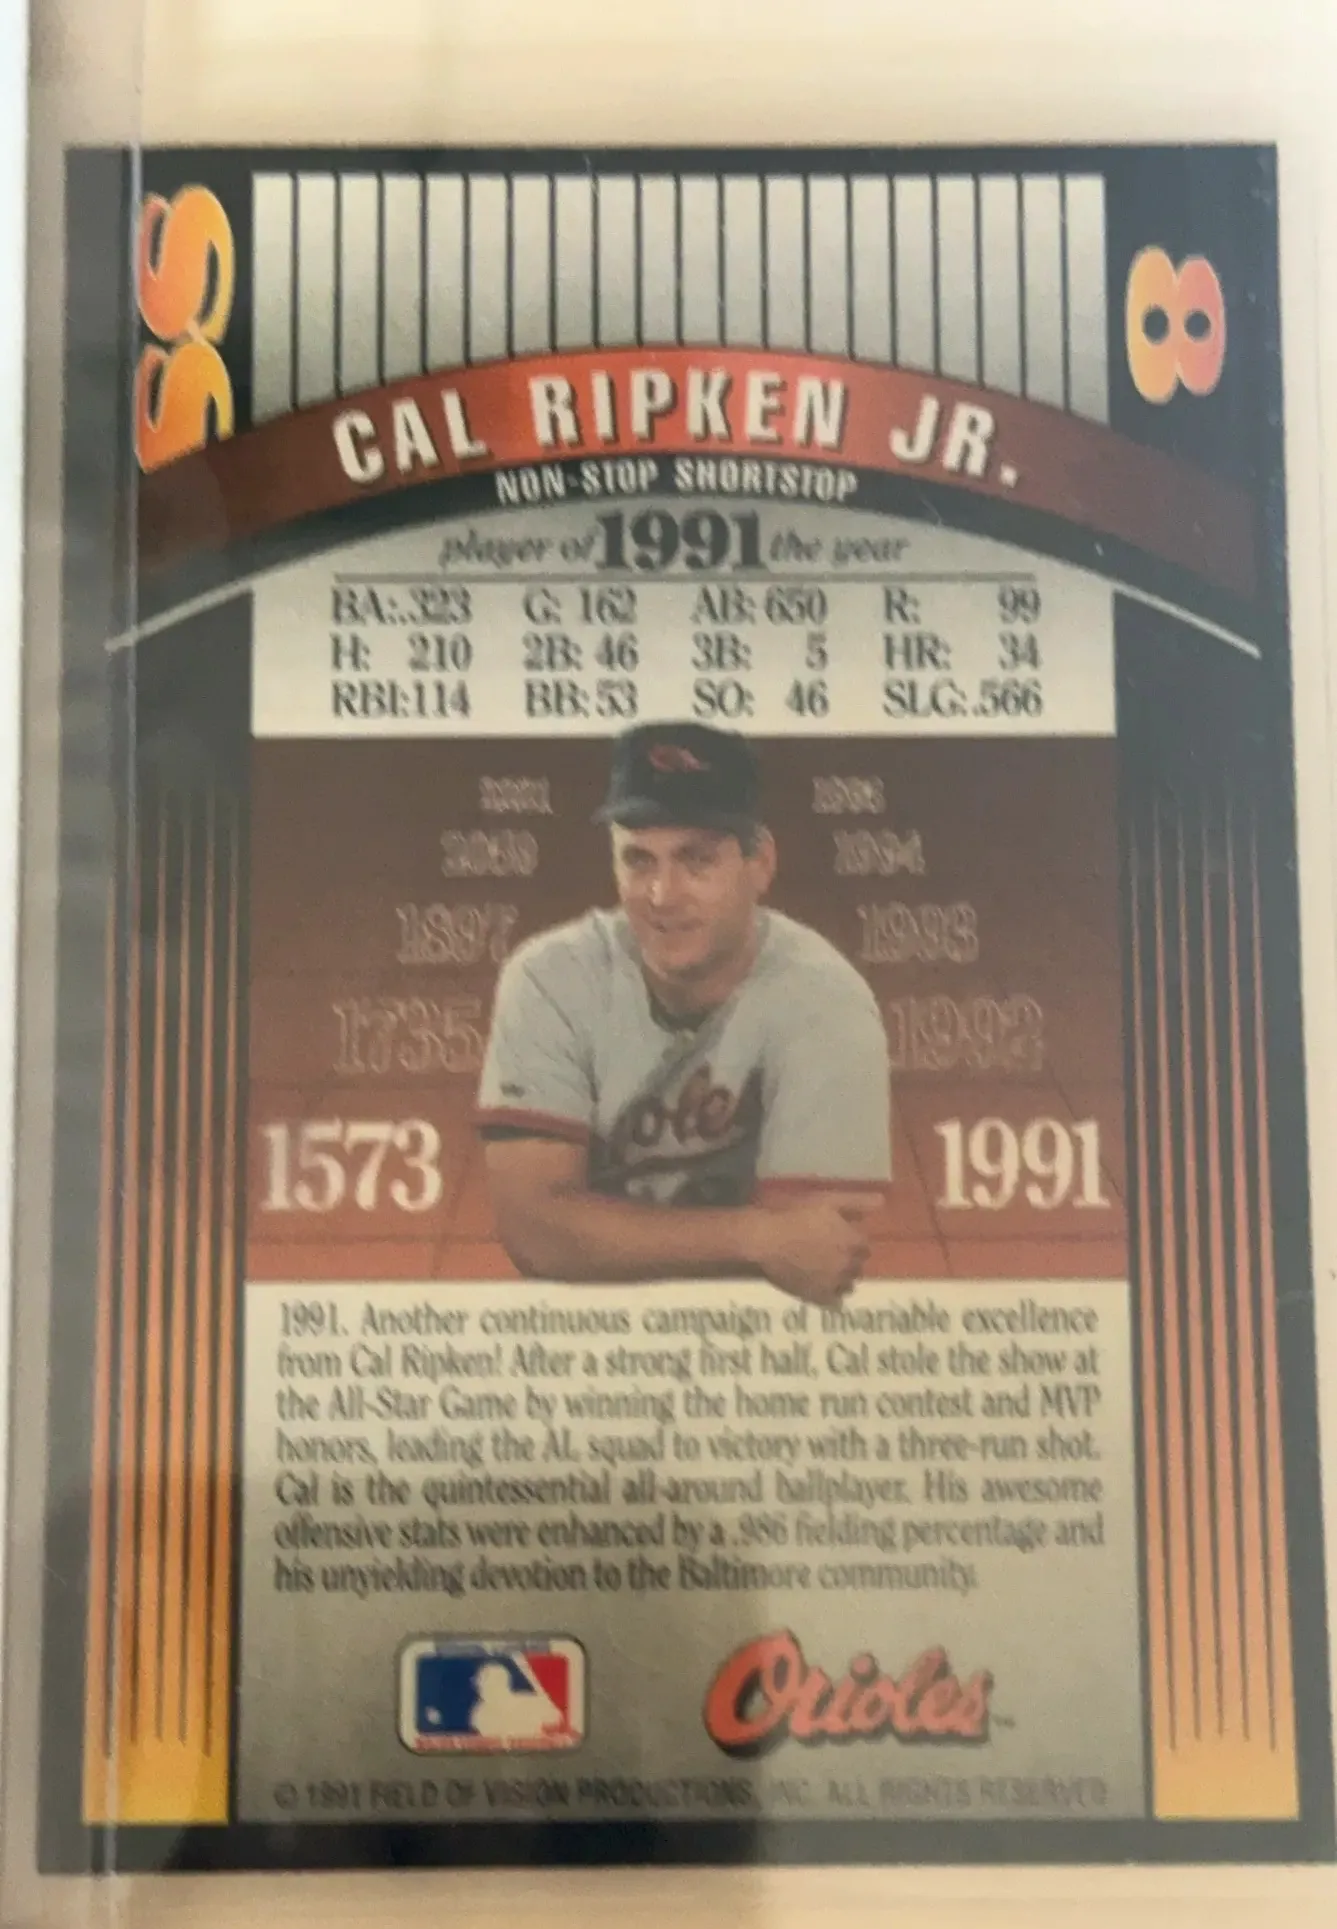 SS
8
CAL RIPKEN JR.
NON-STOP SHORTSTOP
player of 1991 the year
BA:.323 G: 162 AB: 650 R: 99
H: 210 2B: 46 3B: 5 HR: 34
RBI:114 BB: 53 SO: 46 SLG:.566
1897 1993
1735 1992
1573 1991
1991. Another continuous campaign of invariable excellence
from Cal Ripken! After a strong first half, Cal stole the show at
the All-Star Game by winning the home run contest and MVP
honors, leading the AL squad to victory with a three-run shot.
Cal is the quintessential all-around ballplayer. His awesome
offensive stats were enhanced by a .986 fielding percentage and
his unyielding devotion to the Baltimore community.
Orioles™
© 1991 FIELD OF VISION PRODUCTIONS, INC. ALL RIGHTS RESERVED